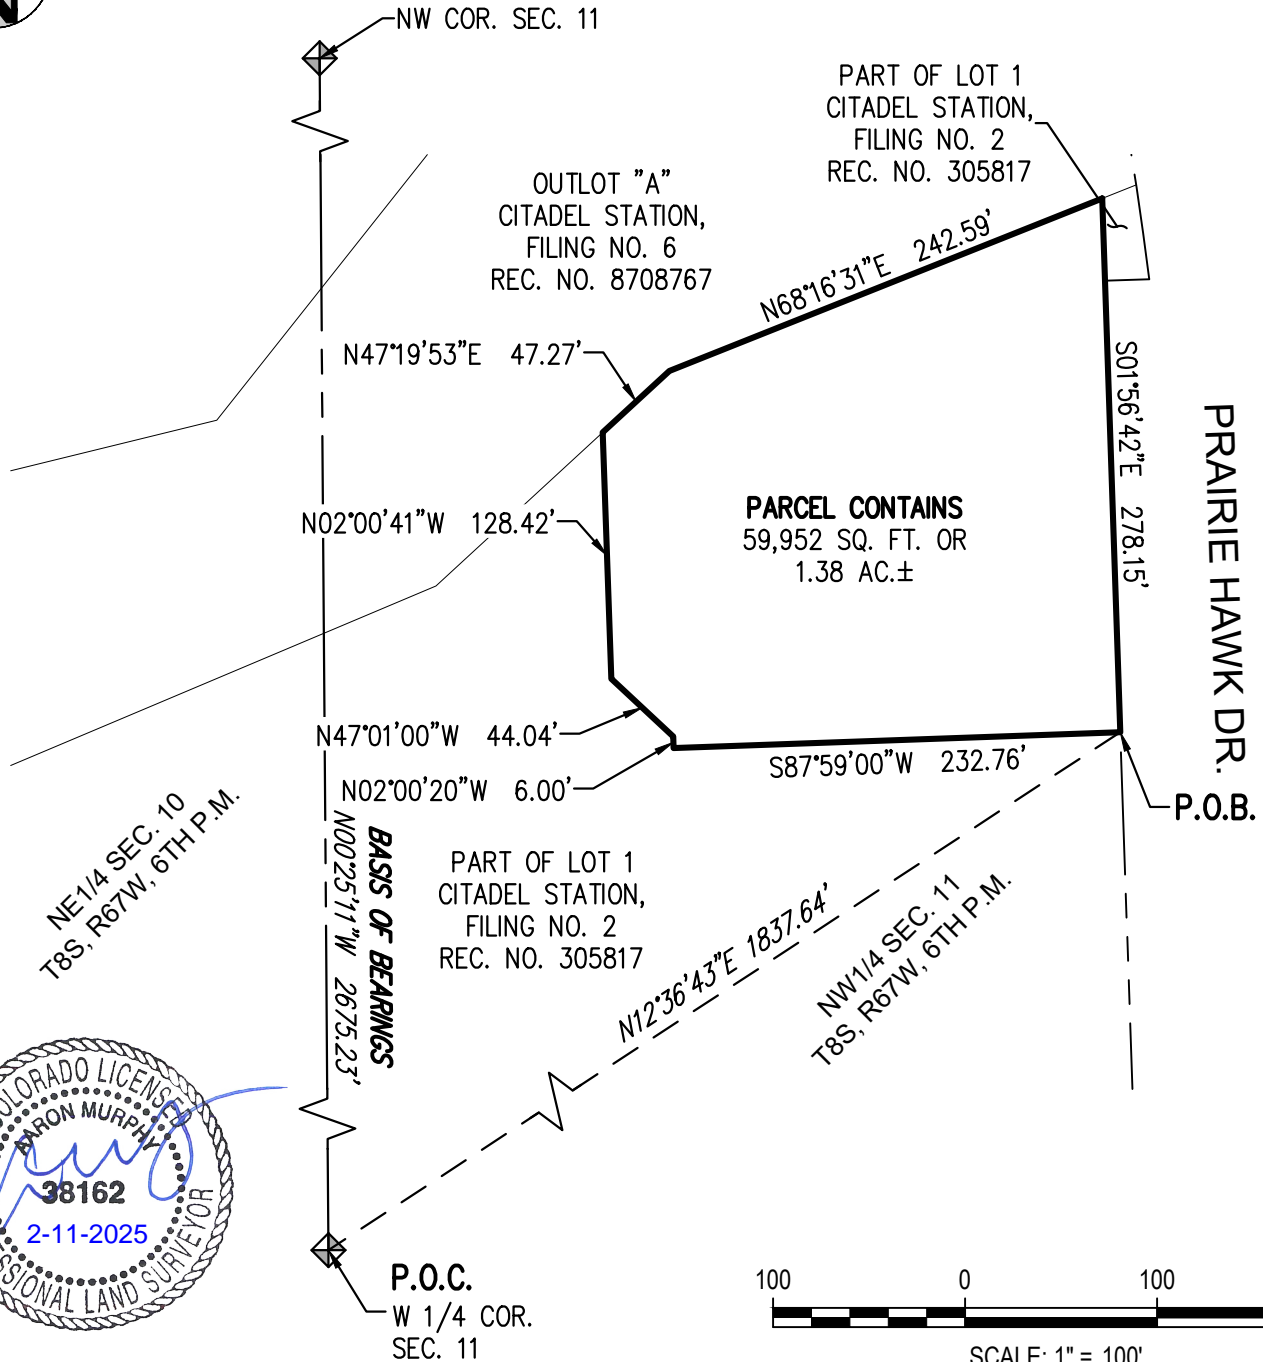 N
NW COR. SEC. 11
PART OF LOT 1
CITADEL STATION,
FILING NO. 2
REC. NO. 305817
OUTLOT "A"
CITADEL STATION,
FILING NO. 6
REC. NO. 8708767
N68°16'31"E 242.59'
N47°19'53"E 47.27'
S01°56'42"E 278.15'
PRAIRIE HAWK DR.
N02°00'41"W 128.42'
PARCEL CONTAINS
59,952 SQ. FT. OR
1.38 AC.±
N47°01'00"W 44.04'
S87°59'00"W 232.76'
N02°00'20"W 6.00'
P.O.B.
NE1/4 SEC. 10
T8S, R67W, 6TH P.M.
BASIS OF BEARINGS
N00°25'11"W 2675.23'
PART OF LOT 1
CITADEL STATION,
FILING NO. 2
REC. NO. 305817
N12°36'43"E 1837.64'
NW1/4 SEC. 11
T8S, R67W, 6TH P.M.
OLORADO LICENSED
AARON MURPHY
38162
2-11-2025
SSIONAL LAND SURVEYOR
P.O.C.
W 1/4 COR.
SEC. 11
100 0 100
SCALE: 1" = 100'